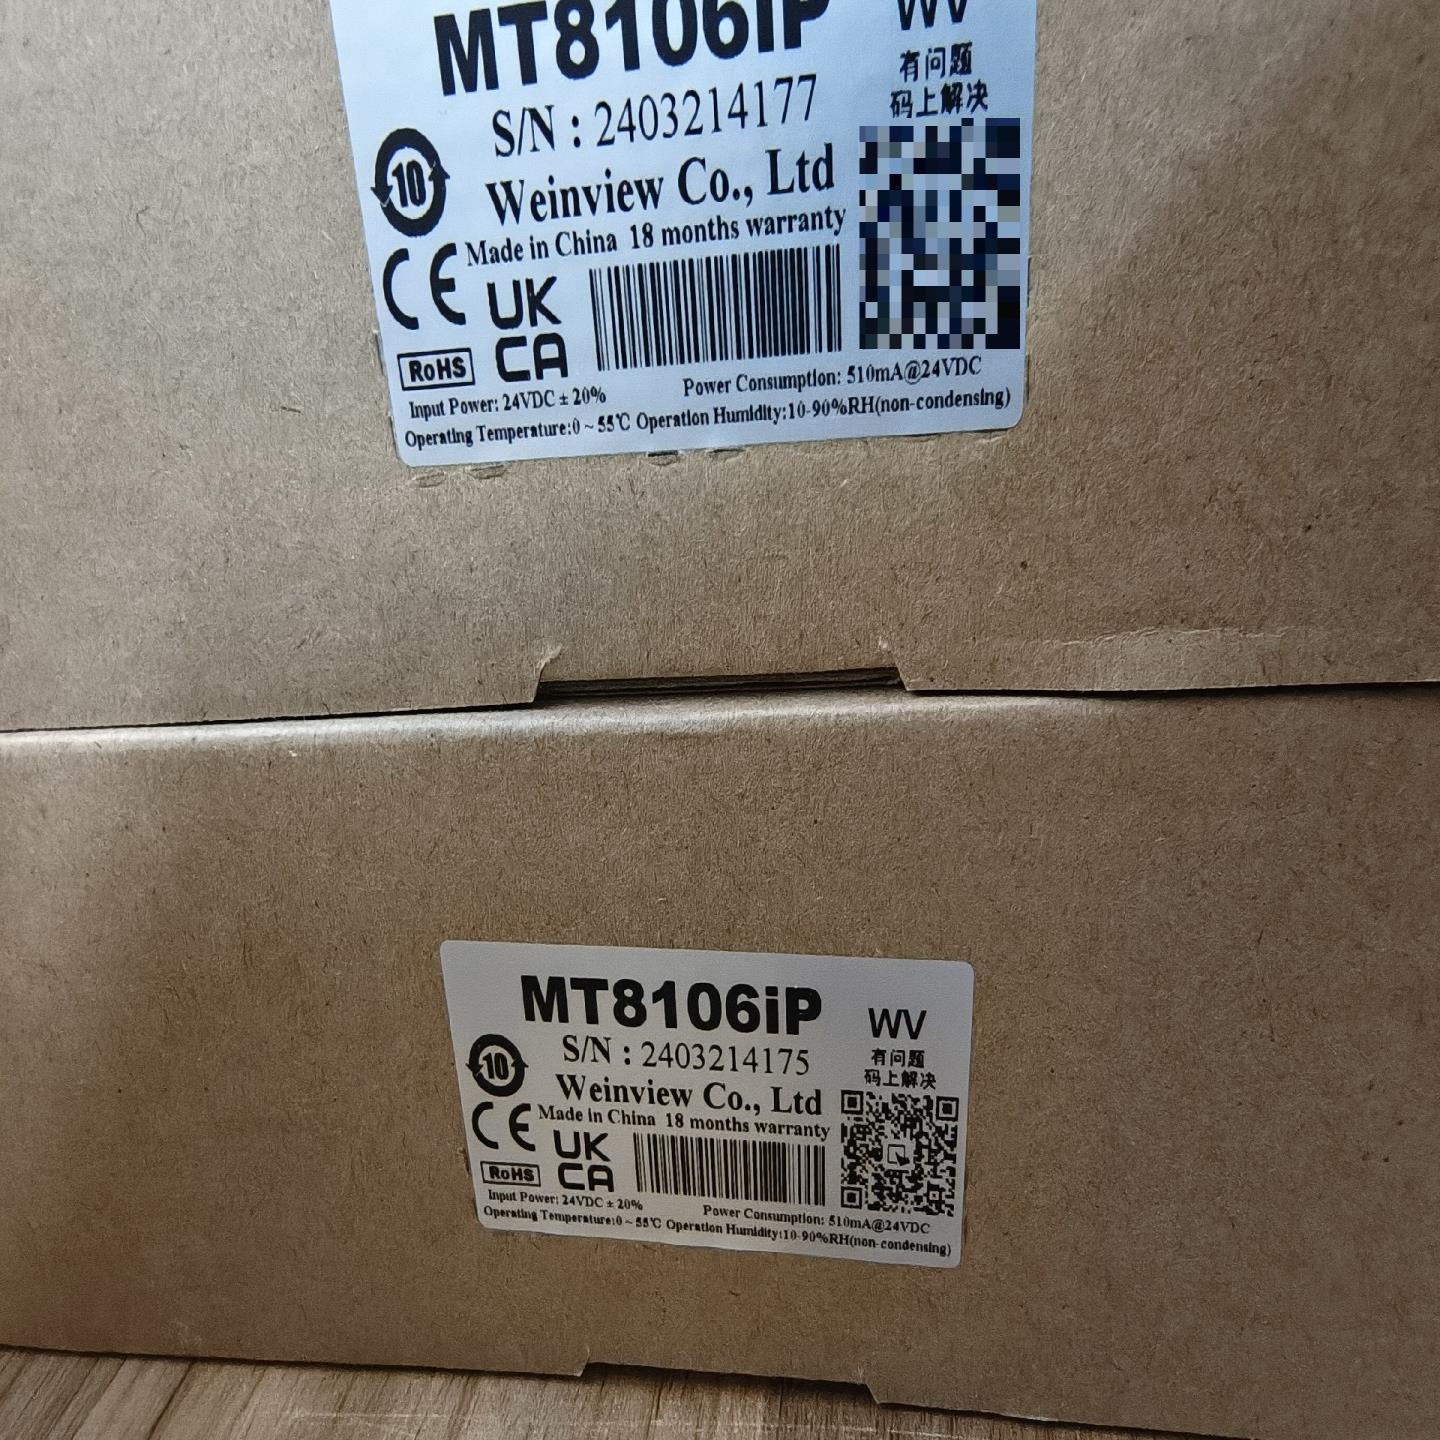 MT8106iP
WV
有问题
码上解决
S/N : 2403214177
10
Weinview Co., Ltd
Made in China 18 months warranty
CE
UK
CA
RoHS
Input Power: 24VDC ± 20% Power Consumption: 510mA@24VDC
Operating Temperature:0 ~ 55℃ Operation Humidity:10-90%RH(non-condensing)
MT8106iP
WV
有问题
码上解决
S/N : 2403214175
10
Weinview Co., Ltd
Made in China 18 months warranty
CE
UK
CA
RoHS
Input Power: 24VDC ± 20% Power Consumption: 510mA@24VDC
Operating Temperature:0 ~ 55℃ Operation Humidity:10-90%RH(non-condensing)